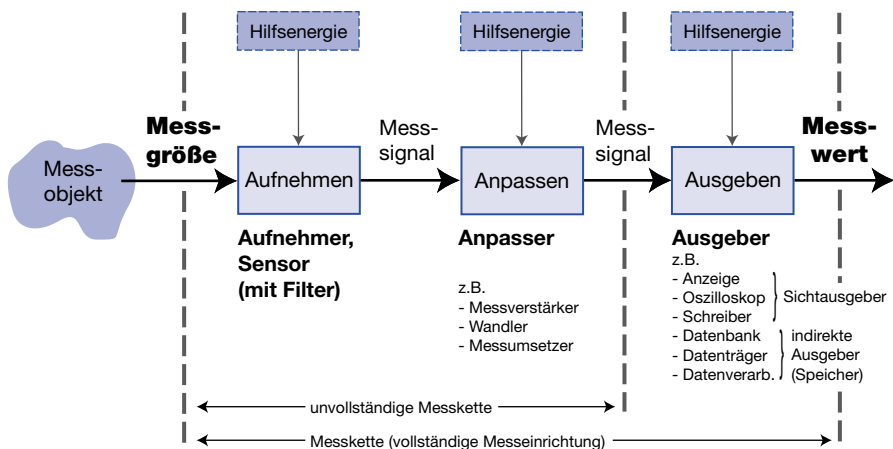 Hilfsenergie
Hilfsenergie
Hilfsenergie
Mess-
objekt
Mess-
größe
Aufnehmen
Mess-
signal
Anpassen
Mess-
signal
Ausgeben
Mess-
wert
Aufnehmer,
Sensor
(mit Filter)
Anpasser
z.B.
- Messverstärker
- Wandler
- Messumsetzer
Ausgeber
z.B.
- Anzeige
- Oszilloskop
- Schreiber
Sichtausgeber
- Datenbank
- Datenträger
- Datenverarb.
indirekte
Ausgeber
(Speicher)
unvollständige Messkette
Messkette (vollständige Messeinrichtung)